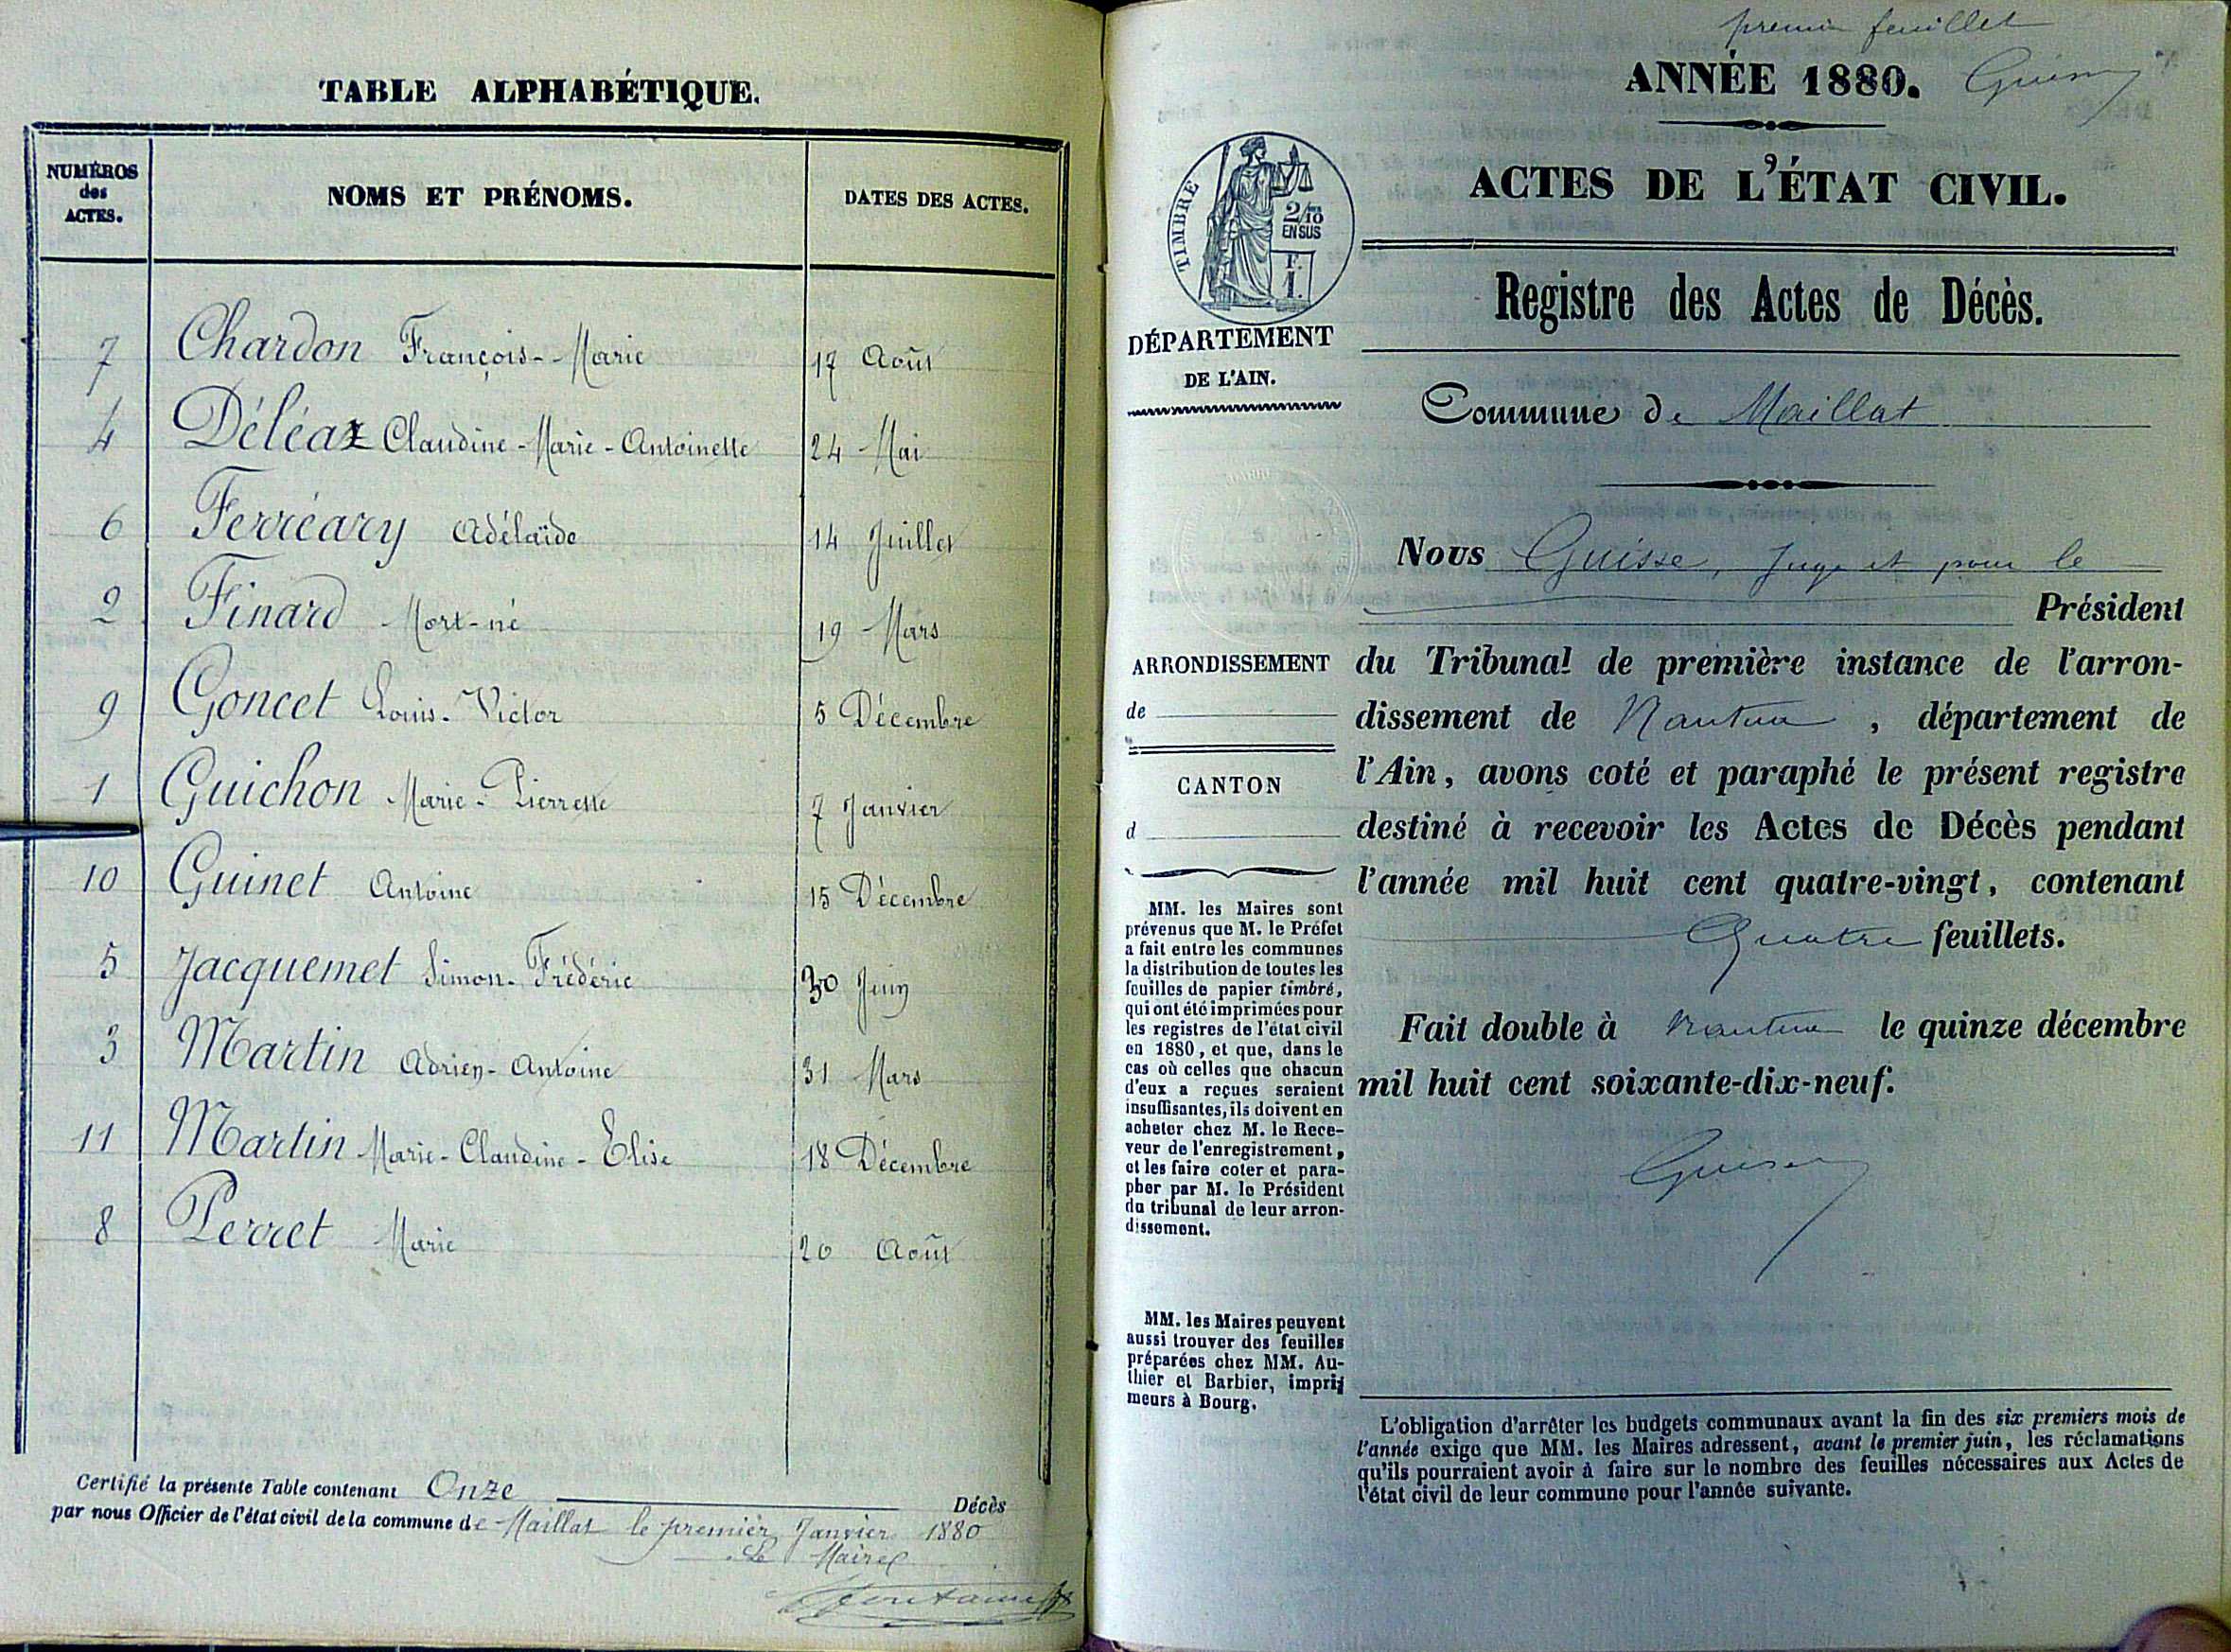 TABLE ALPHABÉTIQUE.
NUMÉROS des ACTES. NOMS ET PRÉNOMS. DATES DES ACTES.
7 Chardon François-Marie 17 Août
4 Déléaz Claudine-Marie-Antoinette 24 Mai
6 Ferréary Adélaïde 14 Juillet
2 Finard Mort-né 19 Mars
9 Goncet Louis-Victor 5 Décembre
1 Guichon Marie-Pierrette 7 Janvier
10 Guinet Antoine 15 Décembre
5 Jacquemet Simon-Frédéric 30 Juin
3 Martin Adrien-Antoine 31 Mars
11 Martin Marie-Claudine-Elise 18 Décembre
8 Perret Marie 20 Août
Certifié la présente Table contenant Onze Décès
par nous Officier de l'état civil de la commune de Maillat le premier Janvier 1880
Le Maire
premier feuillet
ANNÉE 1880.
ACTES DE L'ÉTAT CIVIL.
TIMBRE
2/10
EN SUS
F.
1.
Registre des Actes de Décès.
DÉPARTEMENT
DE L'AIN.
Commune de Maillat
Nous Guisse, Juge et pour le
Président
ARRONDISSEMENT
de
CANTON
d
du Tribunal de première instance de l'arron-
dissement de Nantua, département de
l'Ain, avons coté et paraphé le présent registre
destiné à recevoir les Actes de Décès pendant
l'année mil huit cent quatre-vingt, contenant
Quatre feuillets.
Fait double à Nantua le quinze décembre
mil huit cent soixante-dix-neuf.
MM. les Maires sont
prévenus que M. le Préfet
a fait entre les communes
la distribution de toutes les
feuilles de papier timbré,
qui ont été imprimées pour
les registres de l'état civil
en 1880, et que, dans le
cas où celles que chacun
d'eux a reçues seraient
insuffisantes, ils doivent en
acheter chez M. le Rece-
veur de l'enregistrement,
et les faire coter et para-
pher par M. le Président
du tribunal de leur arron-
dissement.
MM. les Maires peuvent
aussi trouver des feuilles
préparées chez MM. Au-
thier et Barbier, impri
meurs à Bourg.
L'obligation d'arrêter les budgets communaux avant la fin des six premiers mois de
l'année exige que MM. les Maires adressent, avant le premier juin, les réclamations
qu'ils pourraient avoir à faire sur le nombre des feuilles nécessaires aux Actes de
l'état civil de leur commune pour l'année suivante.